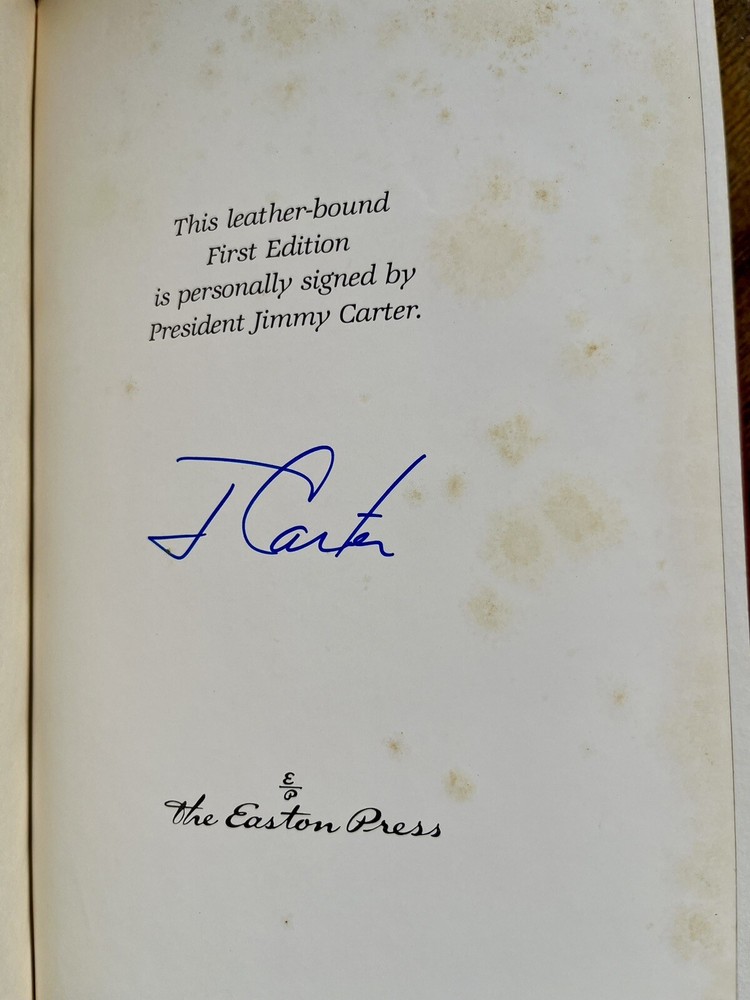 This leather-bound
First Edition
is personally signed by
President Jimmy Carter.
J Carter
E
P
The Easton Press